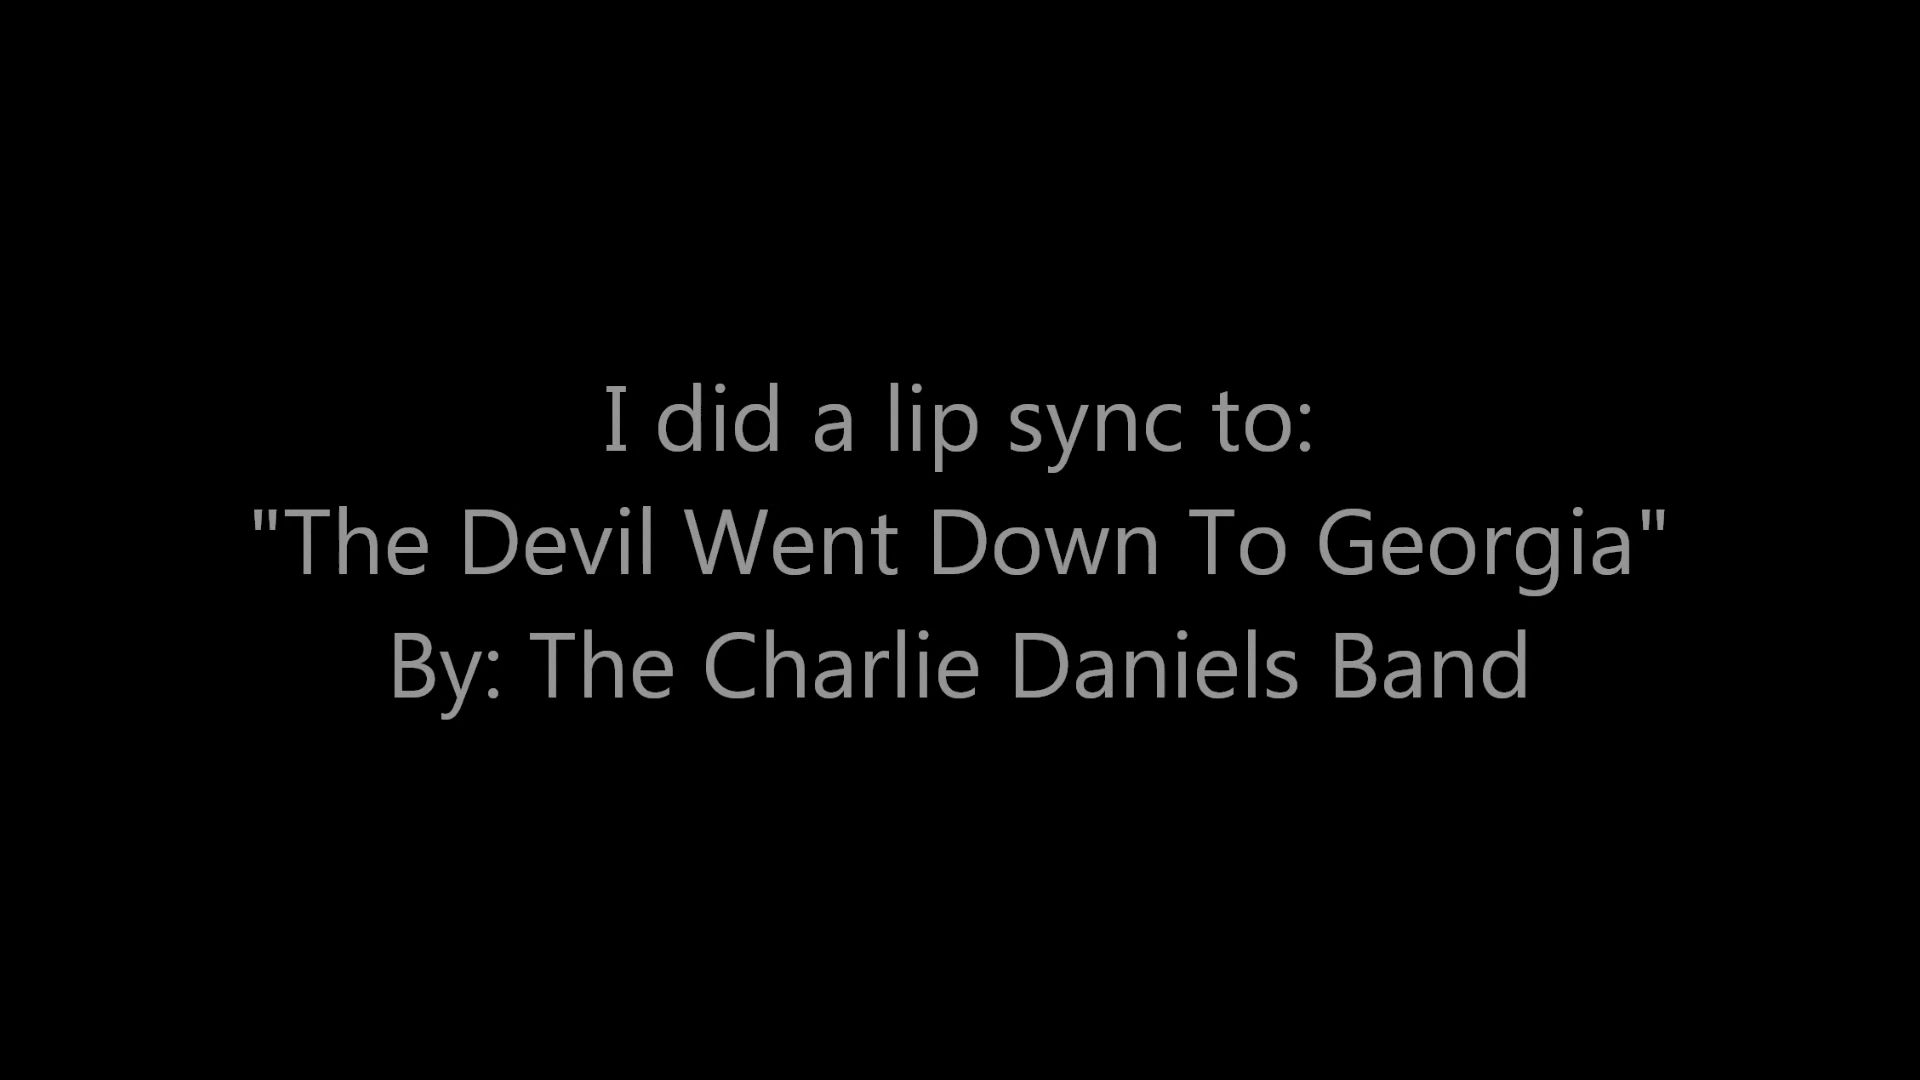 I did a lip sync to:
"The Devil Went Down To Georgia"
By: The Charlie Daniels Band